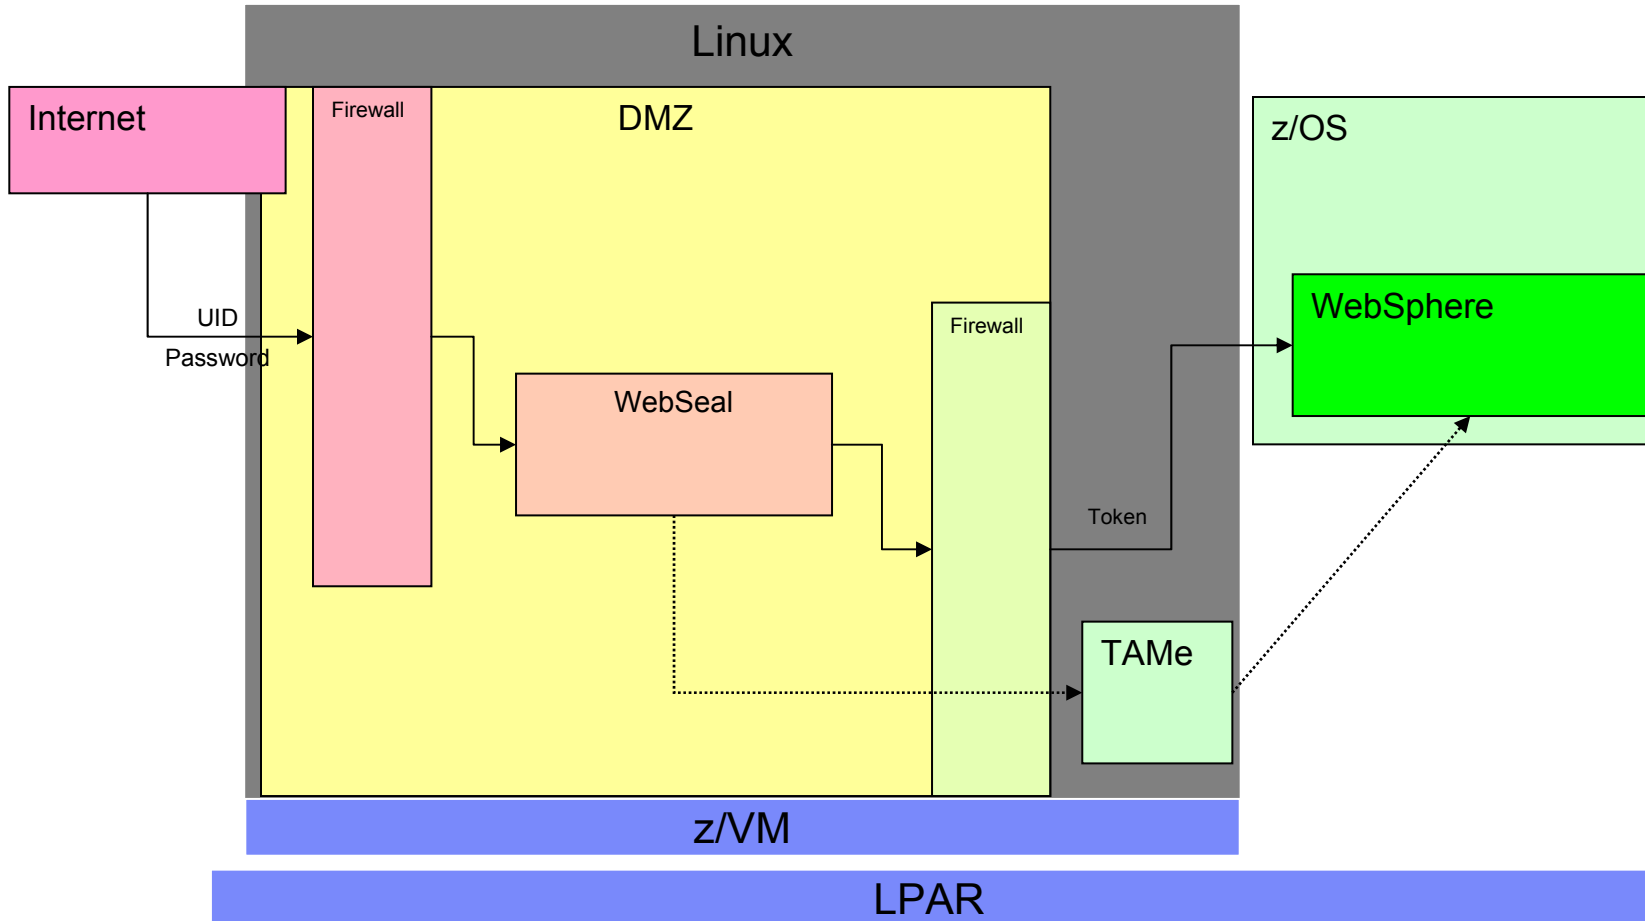 Linux
Internet
Firewall
DMZ
z/OS
UID
Password
WebSeal
Firewall
WebSphere
Token
TAMe
z/VM
LPAR